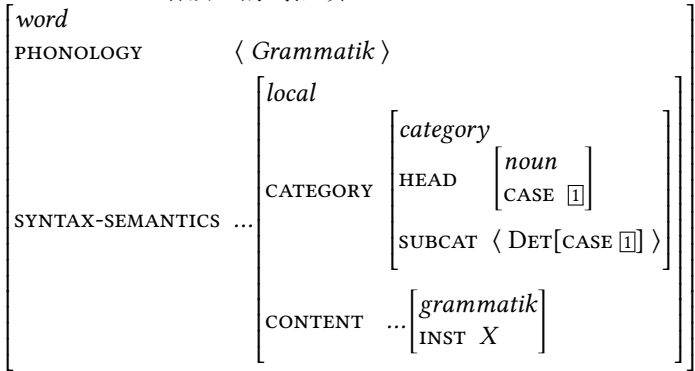 word
PHONOLOGY ⟨ Grammatik ⟩
local
category
noun
HEAD
CASE 1
CATEGORY
SYNTAX-SEMANTICS ...
SUBCAT ⟨ DET[CASE 1] ⟩
grammatik
CONTENT ...
INST X